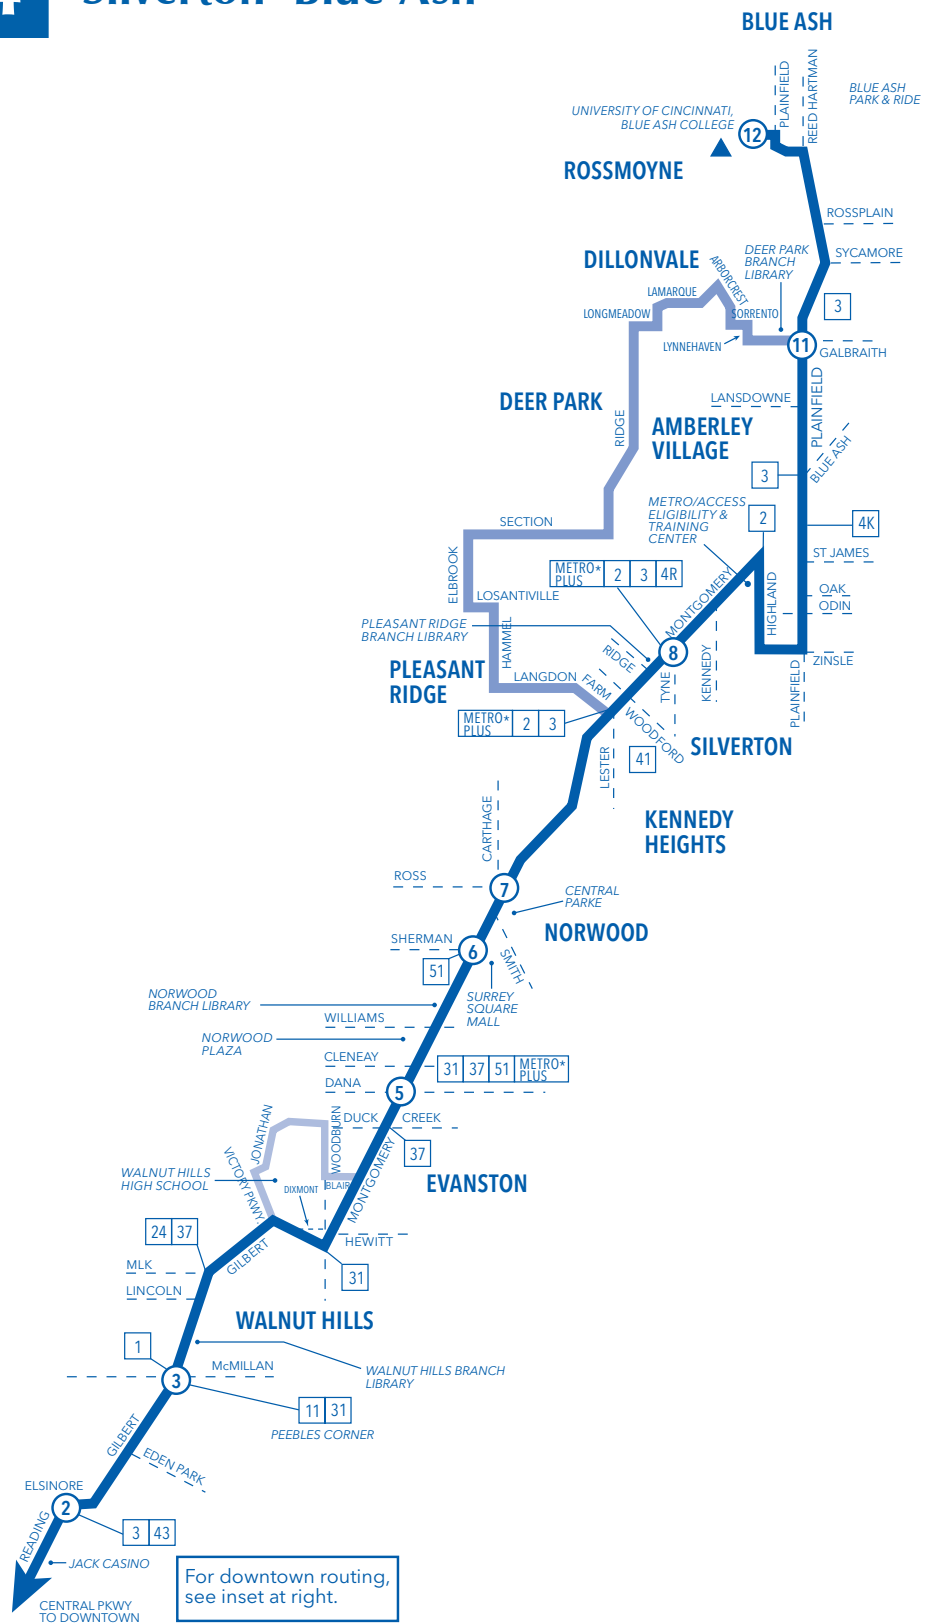 BLUE ASH
PLAINFIELD
REED HARTMAN
BLUE ASH
PARK & RIDE
UNIVERSITY OF CINCINNATI,
BLUE ASH COLLEGE
12
ROSSMOYNE
ROSSPLAIN
SYCAMORE
DEER PARK
BRANCH
LIBRARY
DILLONVALE
ARBORCREST
LAMARQUE
LONGMEADOW
SORRENTO
LYNNEHAVEN
3
11
GALBRAITH
PLAINFIELD
LANSDOWNE
DEER PARK
RIDGE
AMBERLEY
VILLAGE
BLUE ASH
3
METRO/ACCESS
ELIGIBILITY &
TRAINING
CENTER
2
4K
SECTION
ST JAMES
ELBROOK
METRO*
PLUS
2
3
4R
MONTGOMERY
HIGHLAND
OAK
ODIN
LOSANTIVILLE
PLEASANT RIDGE
BRANCH LIBRARY
HAMMEL
RIDGE
8
KENNEDY
ZINSLE
PLEASANT
RIDGE
LANGDON
FARM
TYNE
PLAINFIELD
METRO*
PLUS
2
3
WOODFORD
SILVERTON
LESTER
41
CARTHAGE
KENNEDY
HEIGHTS
ROSS
7
CENTRAL
PARKE
NORWOOD
SHERMAN
6
SMITH
51
NORWOOD
BRANCH LIBRARY
SURREY
SQUARE
MALL
WILLIAMS
NORWOOD
PLAZA
CLENEAY
31
37
51
METRO*
PLUS
DANA
5
JONATHAN
WOODBURN
DUCK
CREEK
37
VICTORY PKWY.
MONTGOMERY
WALNUT HILLS
HIGH SCHOOL
DIXMONT
BLAIR
EVANSTON
24
37
GILBERT
HEWITT
MLK
31
LINCOLN
WALNUT HILLS
1
McMILLAN
3
WALNUT HILLS BRANCH
LIBRARY
11
31
PEEBLES CORNER
GILBERT
EDEN PARK
ELSINORE
2
3
43
READING
JACK CASINO
For downtown routing,
see inset at right.
CENTRAL PKWY
TO DOWNTOWN